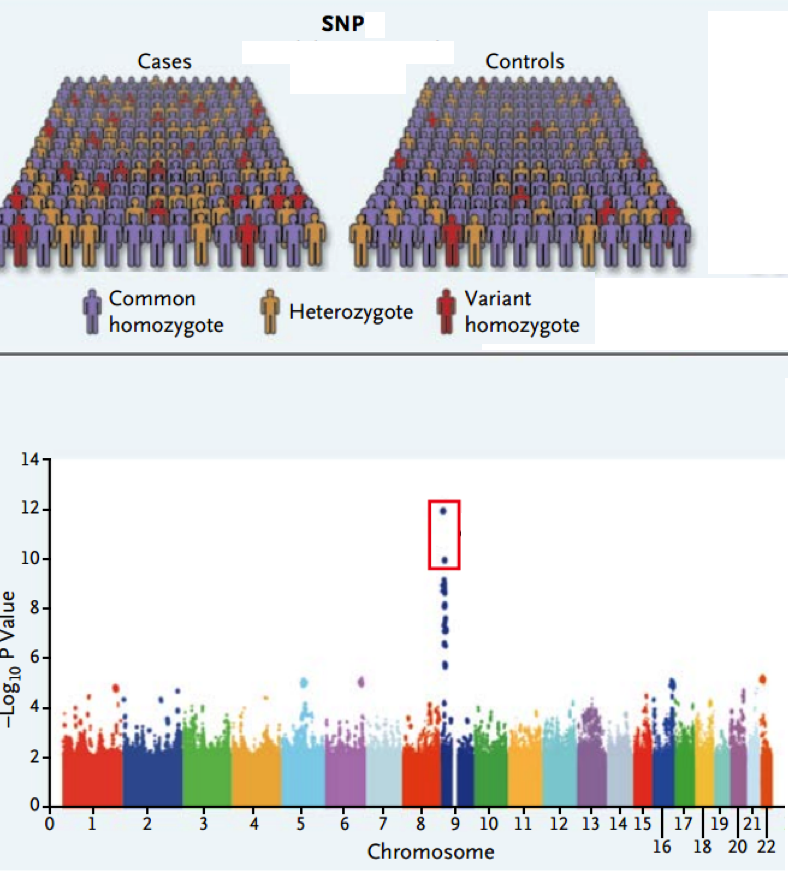 SNP
Cases
Controls
Common
homozygote
Heterozygote
Variant
homozygote
14
12
10
8
6
4
2
0
–Log10 P Value
0 1 2 3 4 5 6 7 8 9 10 11 12 13 14 15 17 19 21
16 18 20 22
Chromosome